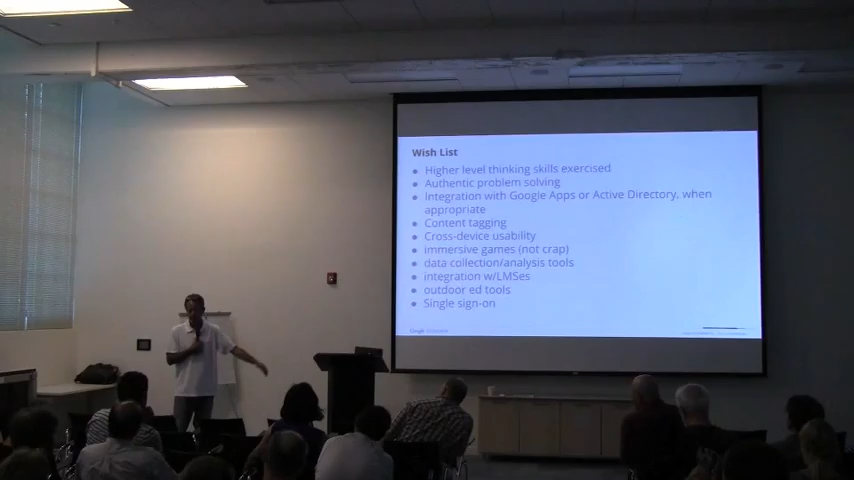 Wish List
Higher level thinking skills exercised
Authentic problem solving
Integration with Google Apps or Active Directory, when
appropriate
Content tagging
Cross-device usability
immersive games (not crap)
data collection/analysis tools
integration w/LMSes
outdoor ed tools
Single sign-on
Google